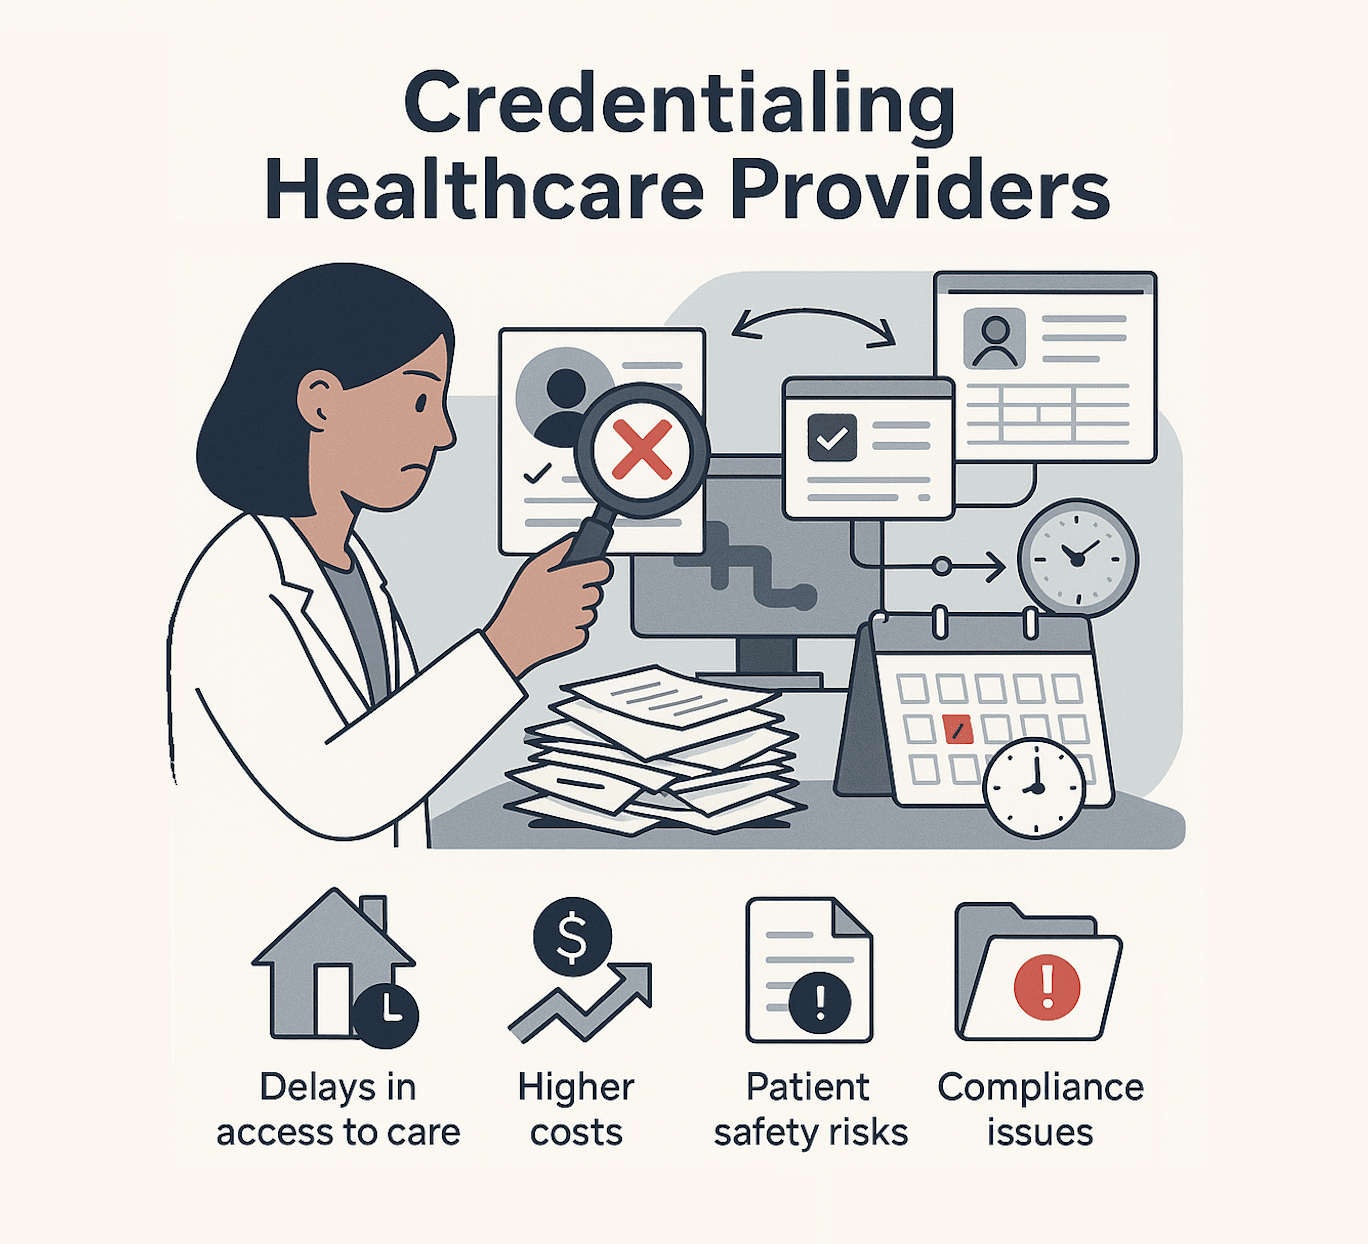 Credentialing
Healthcare Providers
$
Delays in
access to care
Higher
costs
!
Patient
safety risks
!
Compliance
issues